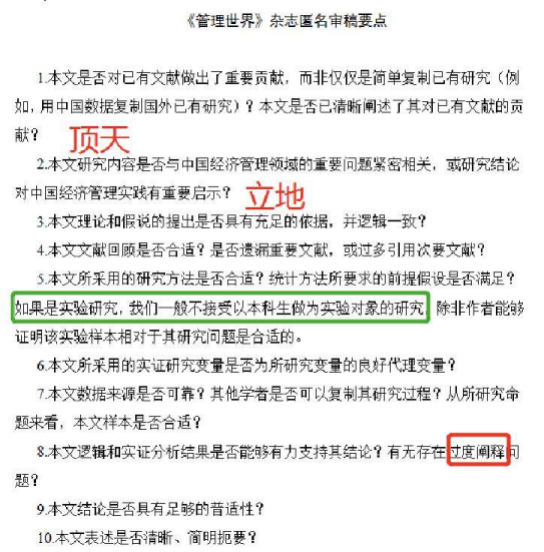 《管理世界》杂志匿名审稿要点
1.本文是否对已有文献做出了重要贡献，而非仅仅是简单复制已有研究（例
如，用中国数据复制国外已有研究）？本文是否已清晰阐述了其对已有文献的贡
献？ 顶天
2.本文研究内容是否与中国经济管理领域的重要问题紧密相关，或研究结论
对中国经济管理实践有重要启示？ 立地
3.本文理论和假说的提出是否具有充足的依据，并逻辑一致？
4.本文文献回顾是否合适？是否遗漏重要文献，或过多引用次要文献？
5.本文所采用的研究方法是否合适？统计方法所要求的前提假设是否满足？
如果是实验研究，我们一般不接受以本科生做为实验对象的研究，除非作者能够
证明该实验样本相对于其研究问题是合适的。
6.本文所采用的实证研究变量是否为所研究变量的良好代理变量？
7.本文数据来源是否可靠？其他学者是否可以复制其研究过程？从所研究命
题来看，本文样本是否合适？
8.本文逻辑和实证分析结果是否能够有力支持其结论？有无存在过度阐释问
题？
9.本文结论是否具有足够的普适性？
10.本文表述是否清晰、简明扼要？